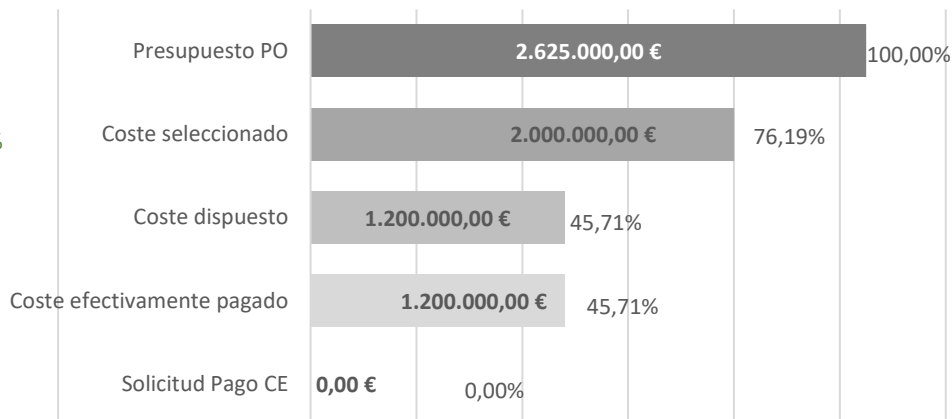 Presupuesto PO 2.625.000,00 € 100,00%
Coste seleccionado 2.000.000,00 € 76,19%
Coste dispuesto 1.200.000,00 € 45,71%
Coste efectivamente pagado 1.200.000,00 € 45,71%
Solicitud Pago CE 0,00 € 0,00%